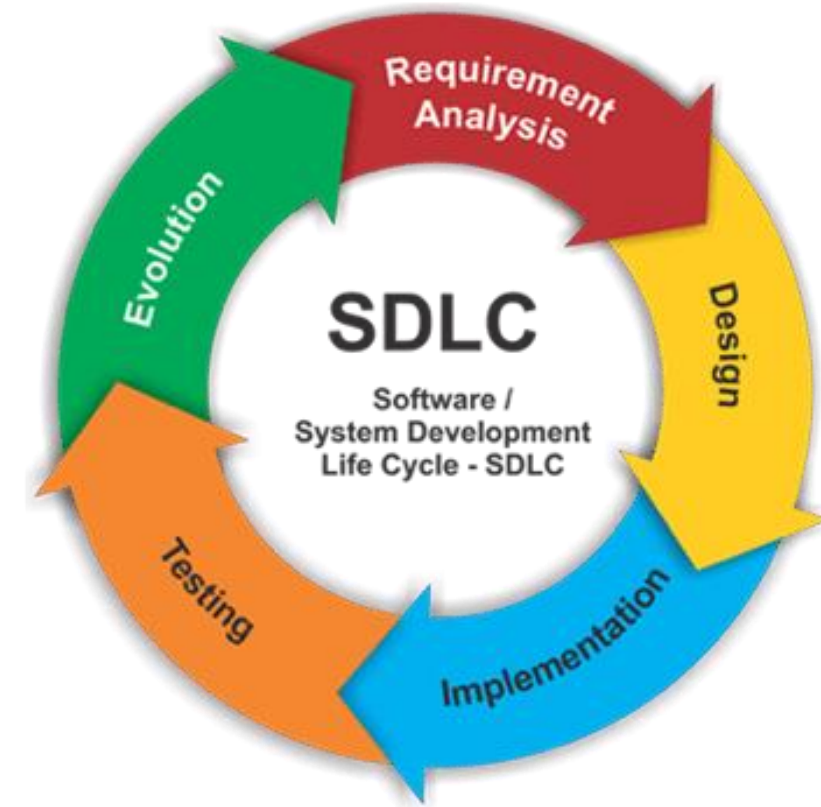 Requirement
Analysis
Design
Implementation
Testing
Evolution
SDLC
Software /
System Development
Life Cycle - SDLC